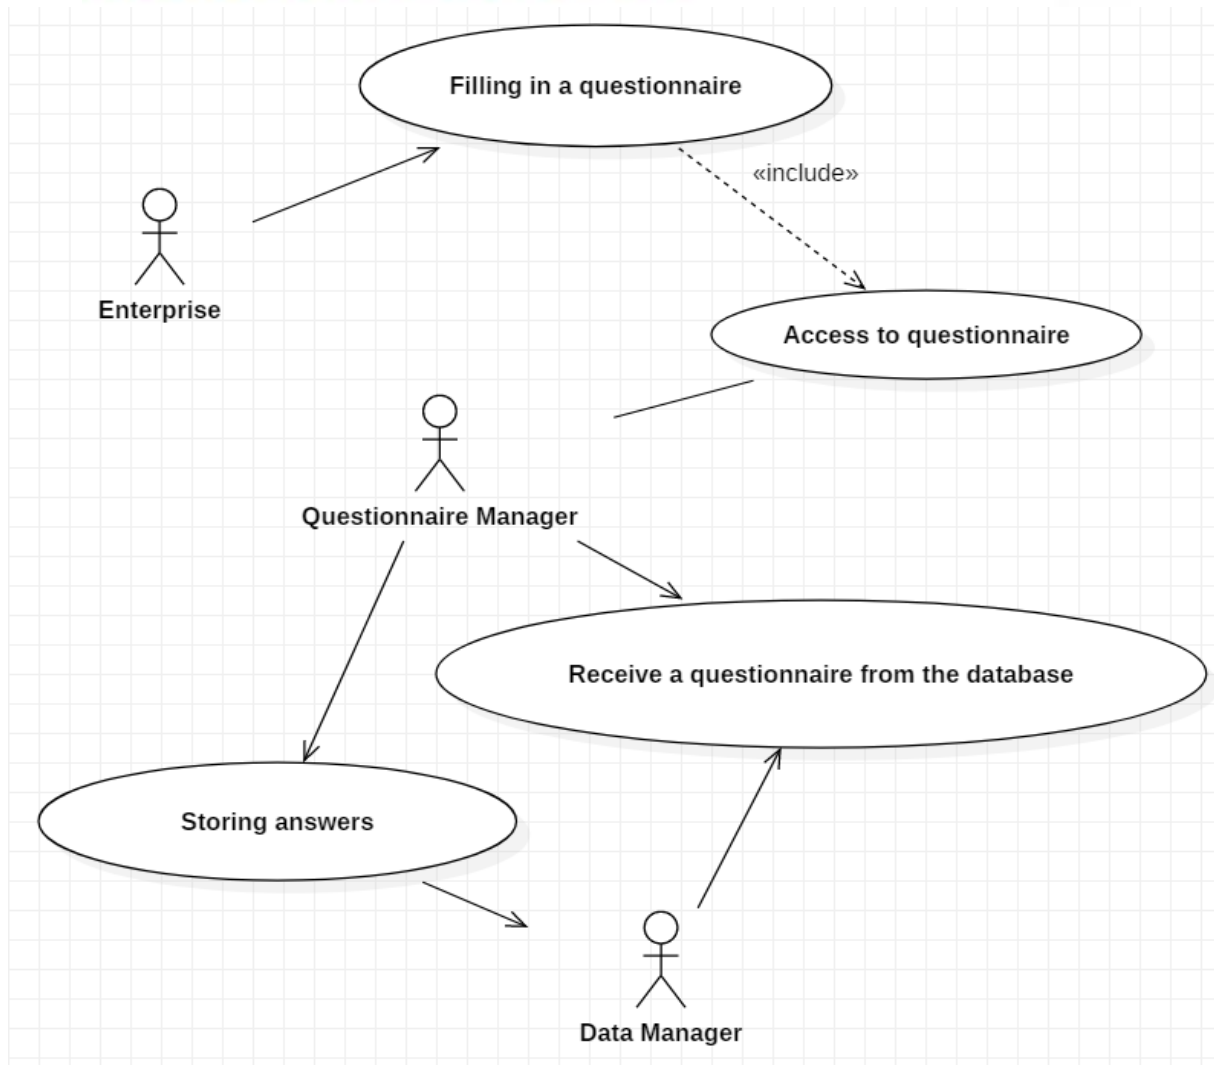 Filling in a questionnaire
«include»
Enterprise
Access to questionnaire
Questionnaire Manager
Receive a questionnaire from the database
Storing answers
Data Manager